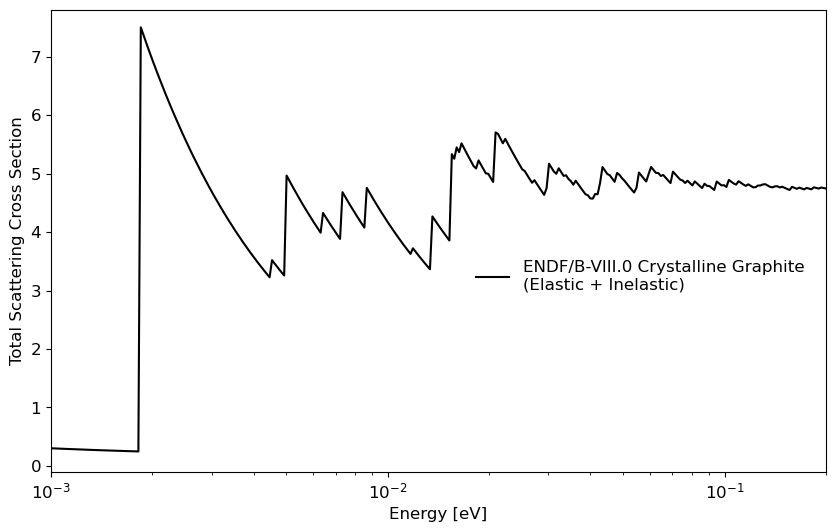 Total Scattering Cross Section
7
6
5
4
3
2
1
0
ENDF/B-VIII.0 Crystalline Graphite
(Elastic + Inelastic)
10⁻³
10⁻²
10⁻¹
Energy [eV]